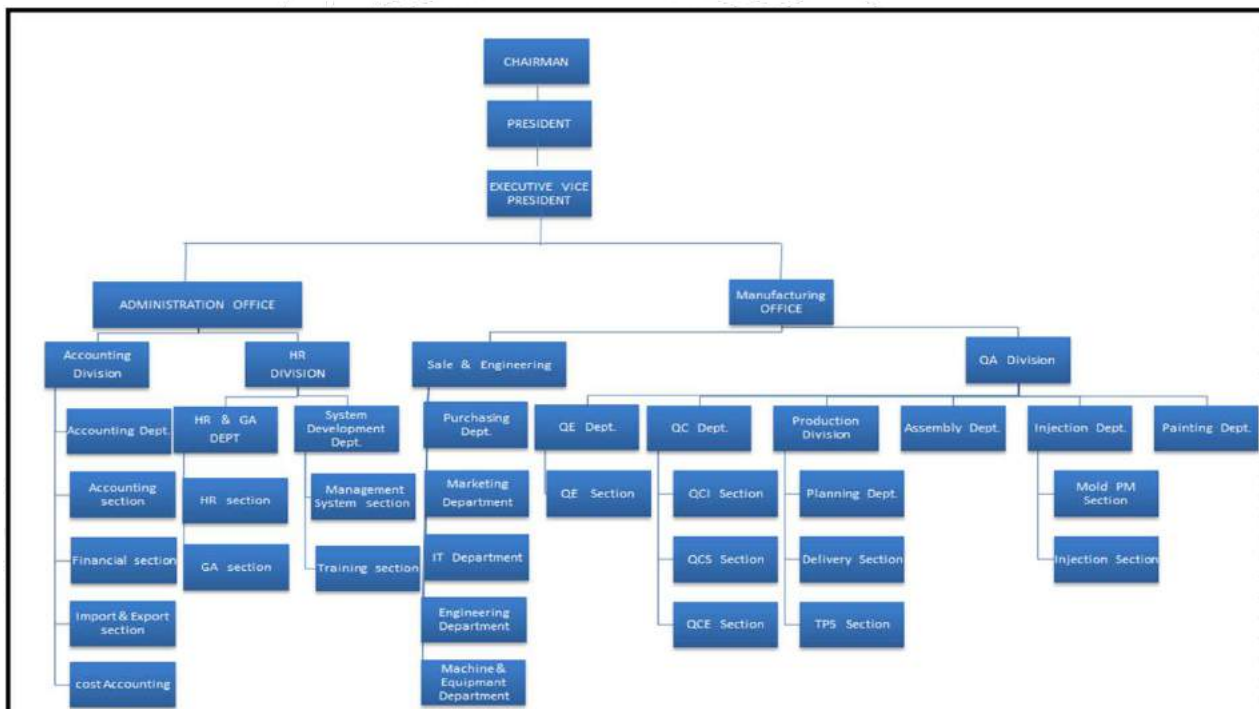 CHAIRMAN
PRESIDENT
EXECUTIVE VICE
PRESIDENT
ADMINISTRATION OFFICE
Manufacturing
OFFICE
Accounting
Division
HR
DIVISION
Sale & Engineering
QA Division
Accounting Dept.
HR & GA
DEPT
System
Development
Dept.
Purchasing
Dept.
QE Dept.
QC Dept.
Production
Division
Assembly Dept.
Injection Dept.
Painting Dept.
Accounting
section
HR section
Management
System section
Marketing
Department
QE Section
QCI Section
Planning Dept.
Mold PM
Section
Financial section
GA section
Training section
IT Department
QCS Section
Delivery Section
Injection Section
Import & Export
section
Engineering
Department
QCE Section
TPS Section
cost Accounting
Machine &
Equipmant
Department